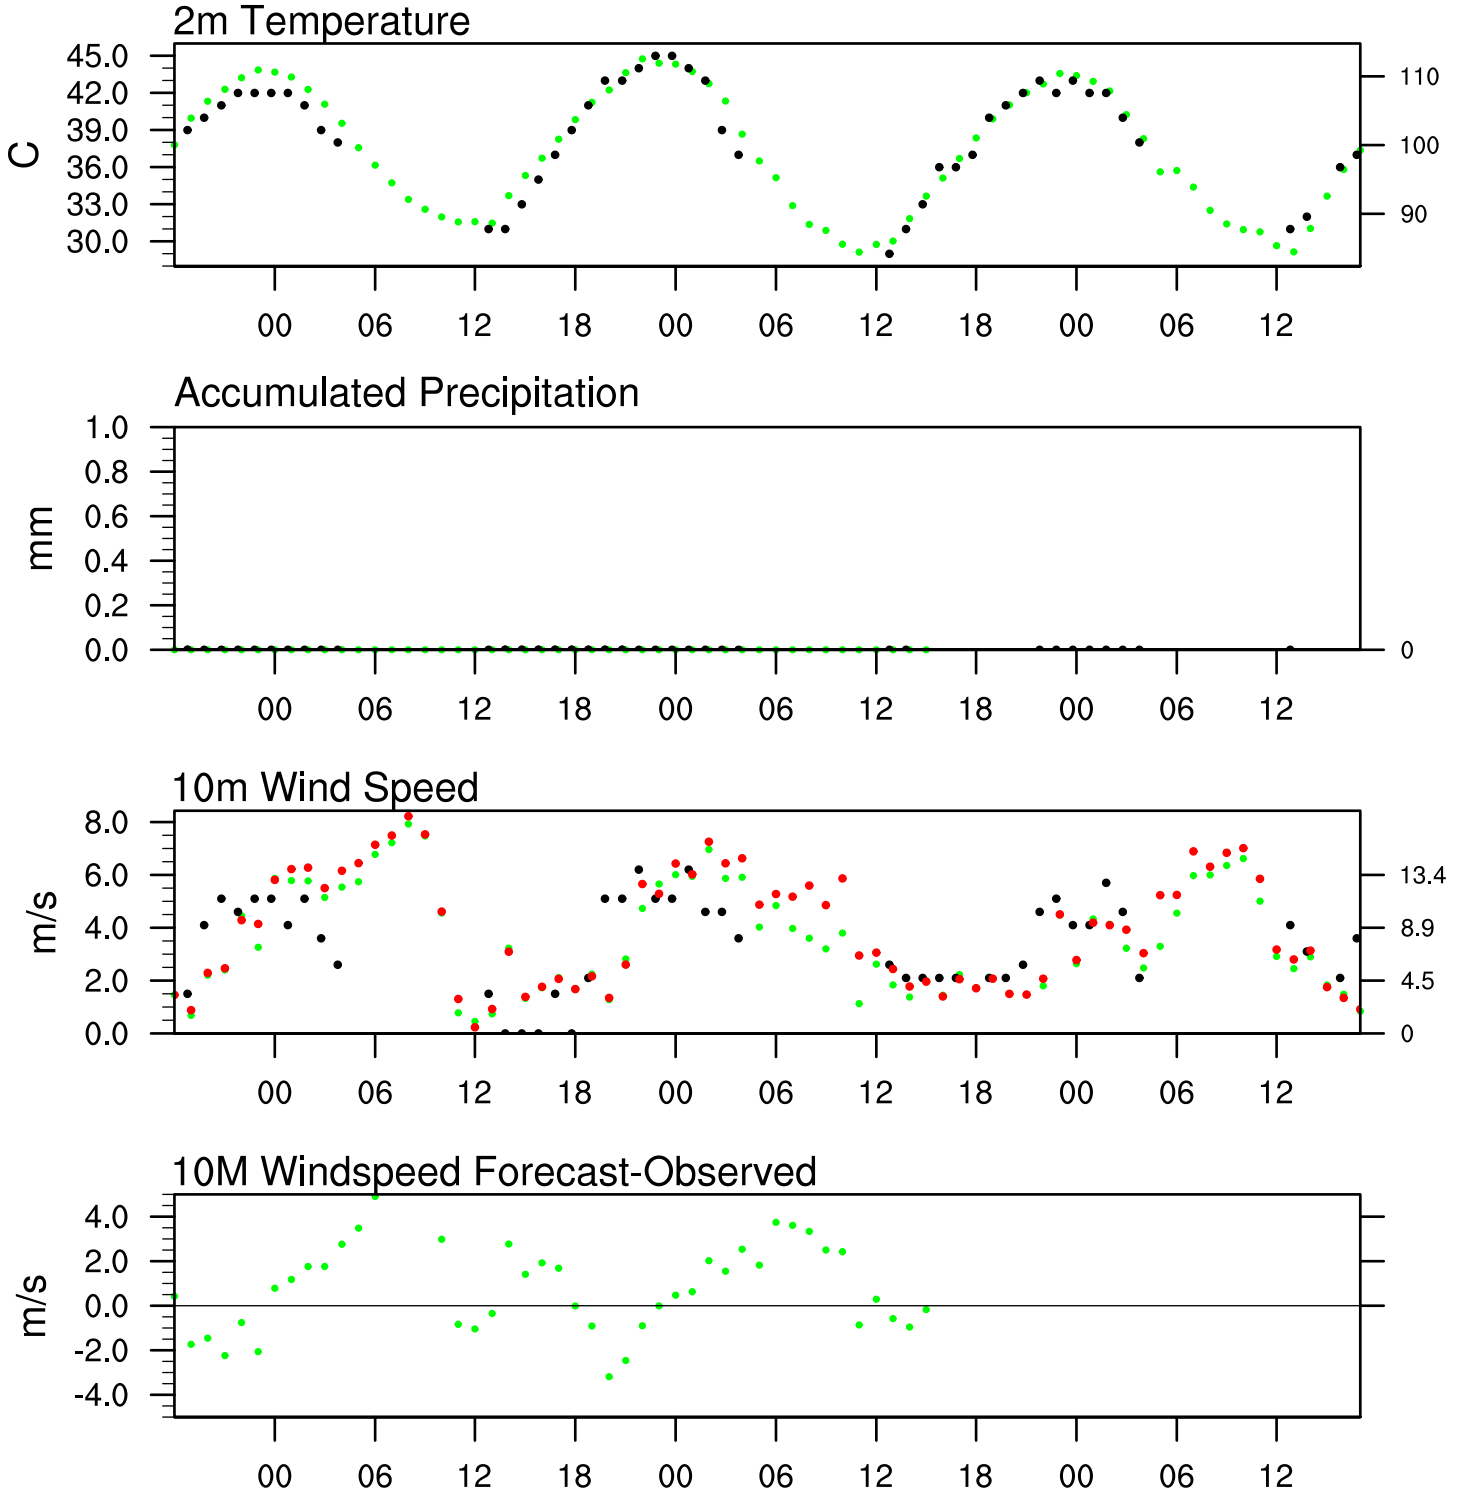 2m Temperature
45.0
42.0
39.0
36.0
33.0
30.0
C
110
100
90
00 06 12 18 00 06 12 18 00 06 12
Accumulated Precipitation
1.0
0.8
0.6
0.4
0.2
0.0
mm
0
00 06 12 18 00 06 12 18 00 06 12
10m Wind Speed
8.0
6.0
4.0
2.0
0.0
m/s
13.4
8.9
4.5
0
00 06 12 18 00 06 12 18 00 06 12
10M Windspeed Forecast-Observed
4.0
2.0
0.0
-2.0
-4.0
m/s
00 06 12 18 00 06 12 18 00 06 12